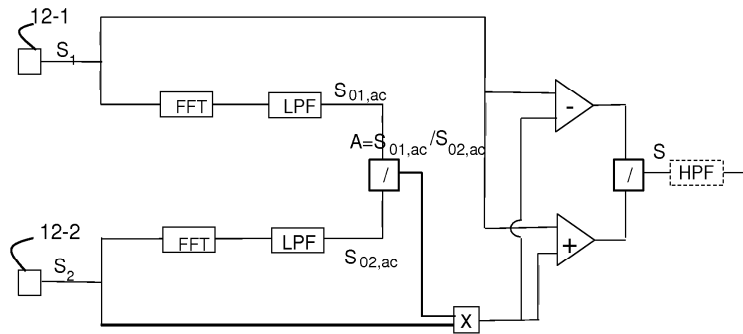 12-1
S1
FFT
LPF
S01,ac
A=S01,ac/S02,ac
/
-
/
S
HPF
12-2
S2
FFT
LPF
S02,ac
+
X